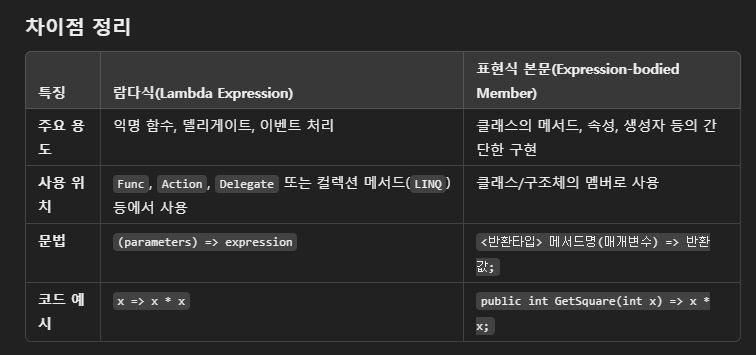 차이점 정리
특징
람다식(Lambda Expression)
표현식 본문(Expression-bodied
Member)
주요 용
도
익명 함수, 델리게이트, 이벤트 처리
클래스의 메서드, 속성, 생성자 등의 간
단한 구현
사용 위
치
Func, Action, Delegate 또는 컬렉션 메서드(LINQ)
등에서 사용
클래스/구조체의 멤버로 사용
문법
(parameters) => expression
<반환타입> 메서드명(매개변수) => 반환
값;
코드 예
시
x => x * x
public int GetSquare(int x) => x *
x;